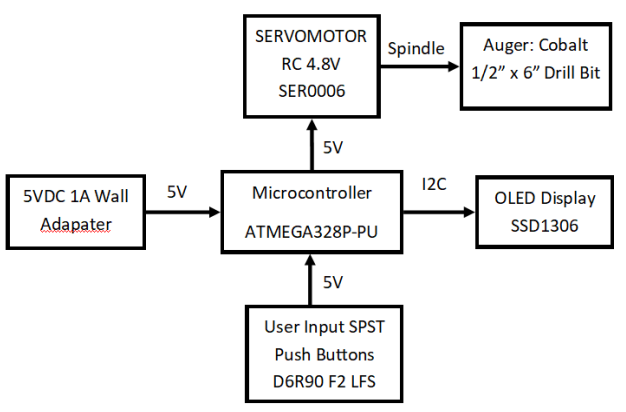 SERVOMOTOR
RC 4.8V
SER0006
Spindle
Auger: Cobalt
1/2” x 6” Drill Bit
5V
5VDC 1A Wall
Adapater
5V
Microcontroller
ATMEGA328P-PU
I2C
OLED Display
SSD1306
5V
User Input SPST
Push Buttons
D6R90 F2 LFS